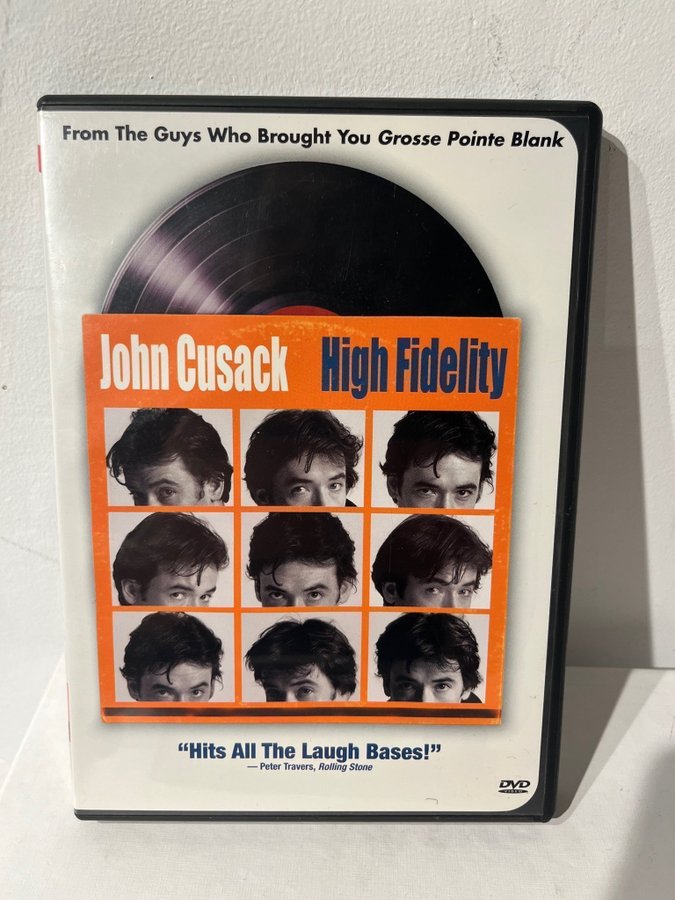 From The Guys Who Brought You Grosse Pointe Blank
John Cusack High Fidelity
“Hits All The Laugh Bases!”
— Peter Travers, Rolling Stone
DVD
VIDEO